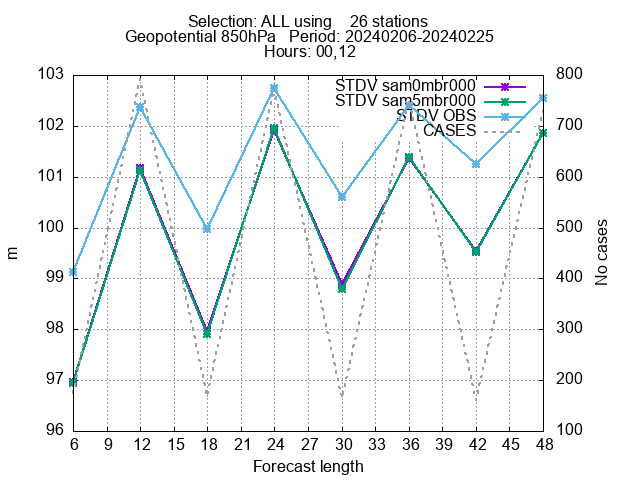 Selection: ALL using    26 stations
Geopotential 850hPa   Period: 20240206-20240225
Hours: 00,12
103
102
101
100
99
98
97
96
800
700
600
500
400
300
200
100
6 9 12 15 18 21 24 27 30 33 36 39 42 45 48
m
No cases
Forecast length
STDV sam0mbr000
STDV sam5mbr000
STDV OBS
CASES